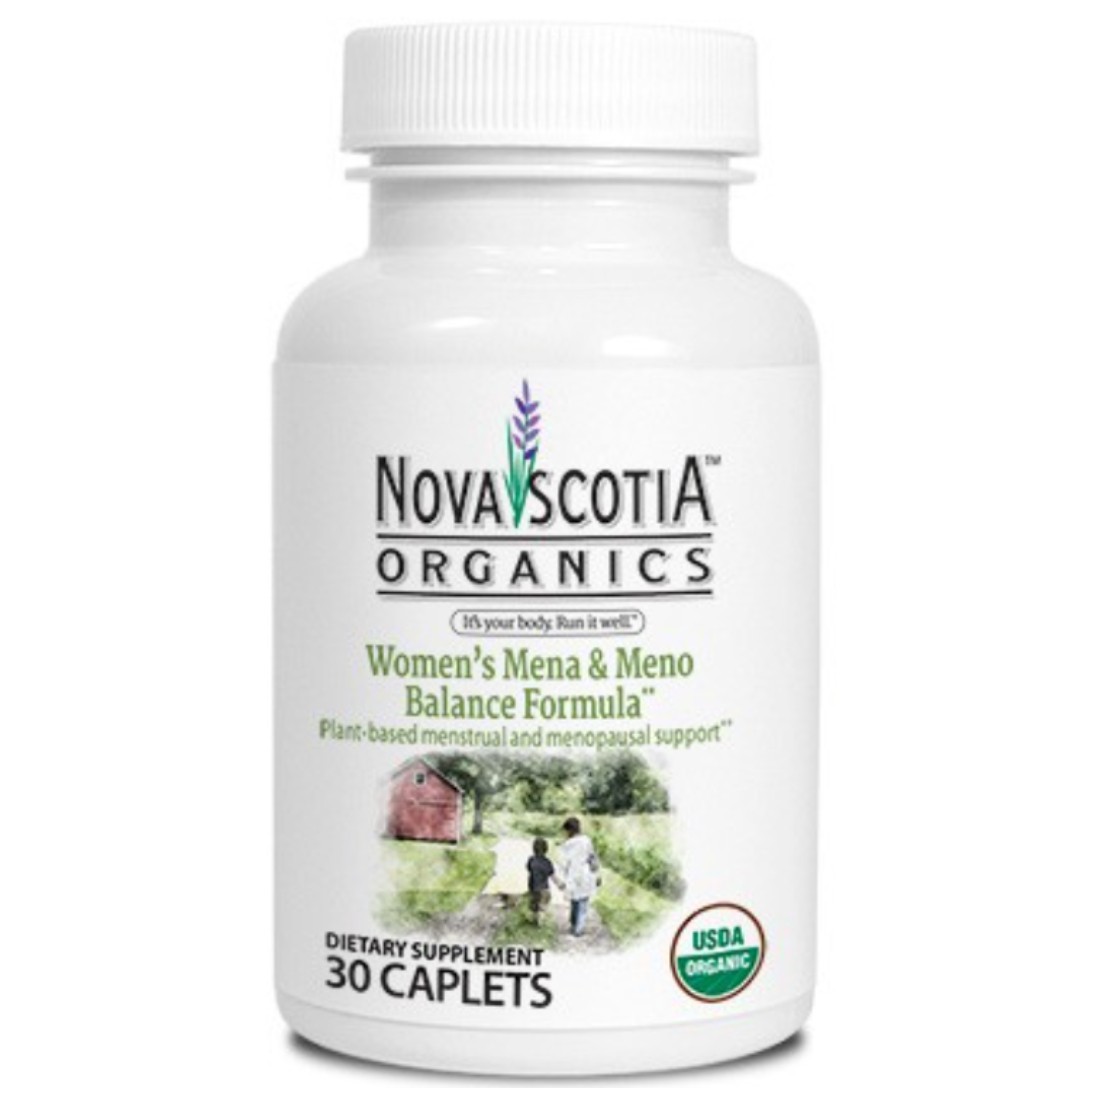 NOVA SCOTIA™
ORGANICS
It's your body. Run it well.™
Women's Mena & Meno
Balance Formula**
Plant-based menstrual and menopausal support**
DIETARY SUPPLEMENT
30 CAPLETS
USDA
ORGANIC